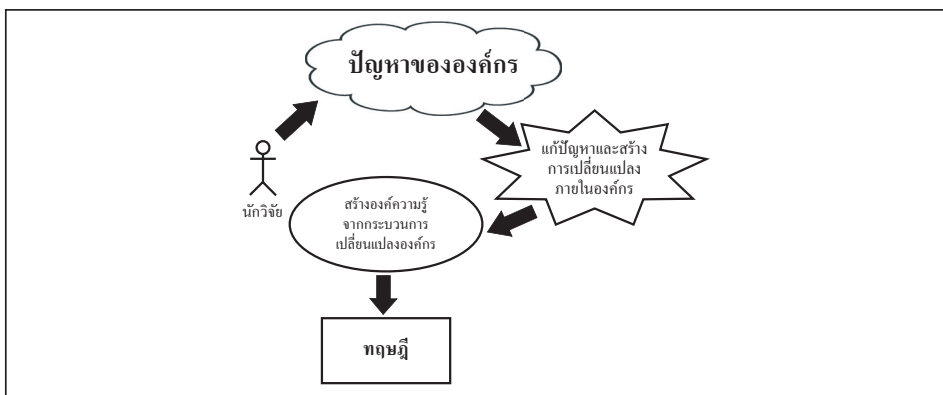 ปัญหาขององค์กร
แก้ปัญหาและสร้าง
การเปลี่ยนแปลง
ภายในองค์กร
นักวิจัย
สร้างองค์ความรู้
จากกระบวนการ
เปลี่ยนแปลงองค์กร
ทฤษฎี